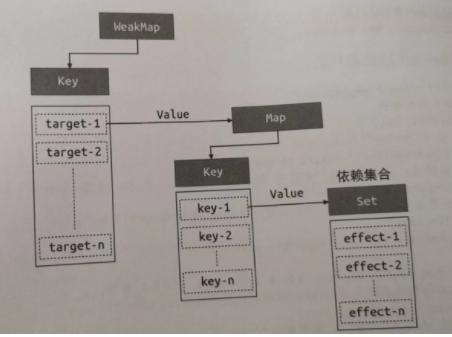 WeakMap
Key
target-1
target-2
target-n
Value
Map
Key
key-1
key-2
key-n
Value
依赖集合
Set
effect-1
effect-2
effect-n